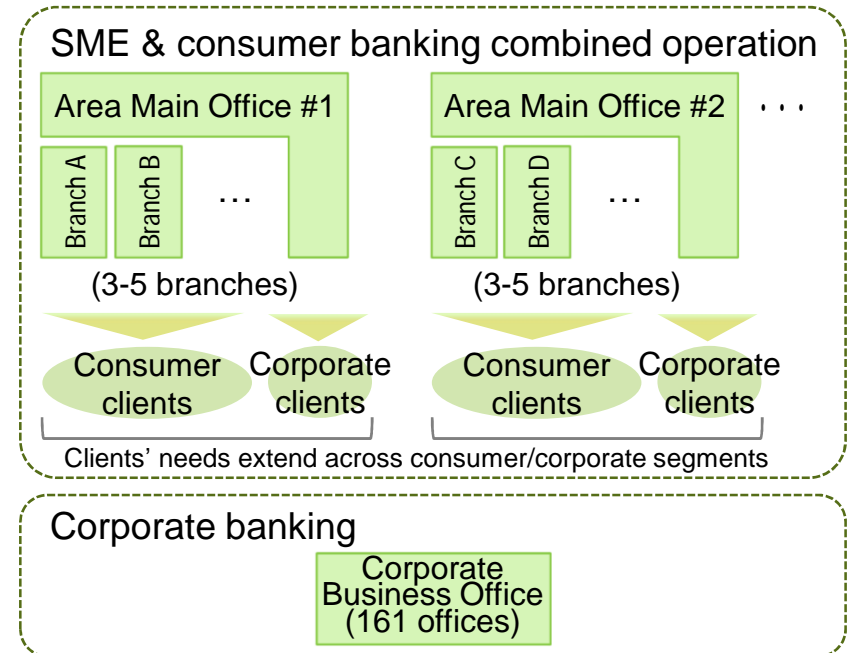 SME & consumer banking combined operation
Area Main Office #1
Area Main Office #2
...
Branch A
Branch B
...
Branch C
Branch D
...
(3-5 branches)
(3-5 branches)
Consumer
clients
Corporate
clients
Consumer
clients
Corporate
clients
Clients’ needs extend across consumer/corporate segments
Corporate banking
Corporate
Business Office
(161 offices)